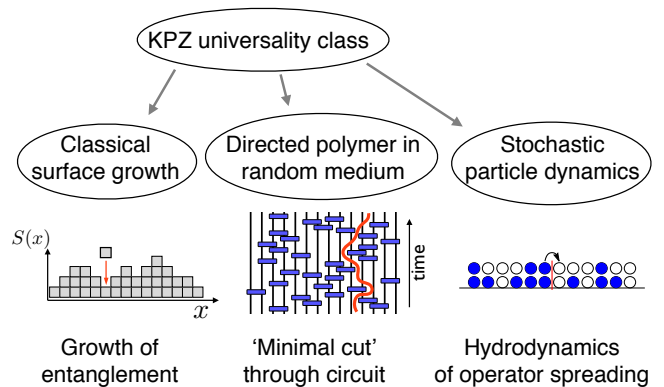 KPZ universality class
Classical
surface growth
Directed polymer in
random medium
Stochastic
particle dynamics
S(x)
x
time
Growth of
entanglement
‘Minimal cut’
through circuit
Hydrodynamics
of operator spreading